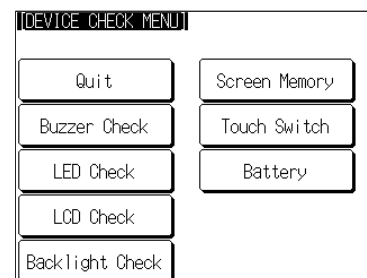 [DEVICE CHECK MENU]
Quit
Screen Memory
Buzzer Check
Touch Switch
LED Check
Battery
LCD Check
Backlight Check